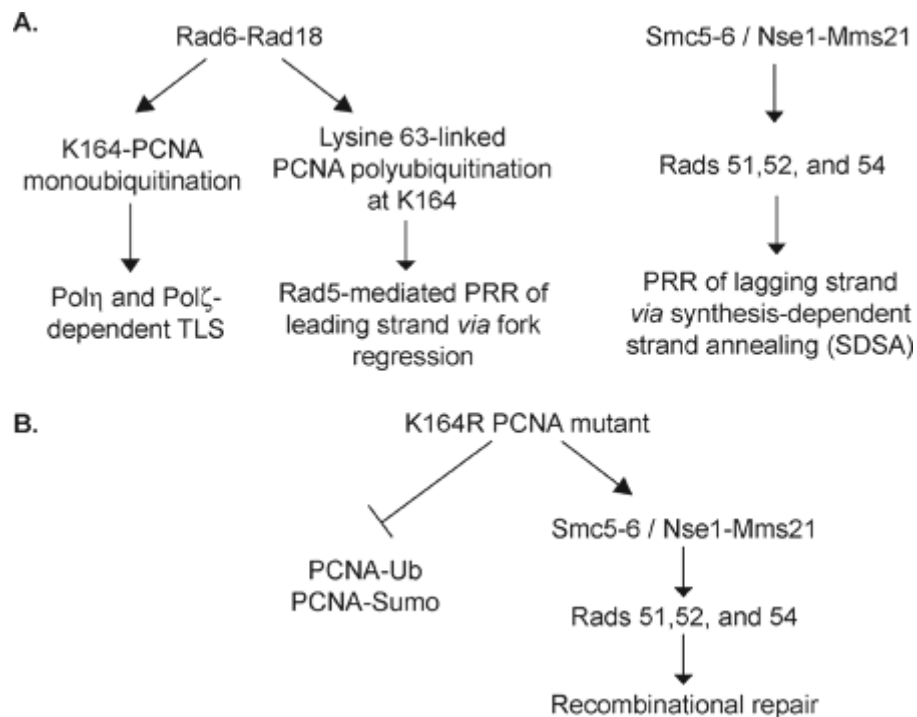 A.
Rad6-Rad18
K164-PCNA
monoubiquitination
Polη and Polζ-
dependent TLS
Lysine 63-linked
PCNA polyubiquitination
at K164
Rad5-mediated PRR of
leading strand via fork
regression
Smc5-6 / Nse1-Mms21
Rads 51,52, and 54
PRR of lagging strand
via synthesis-dependent
strand annealing (SDSA)
B.
K164R PCNA mutant
PCNA-Ub
PCNA-Sumo
Smc5-6 / Nse1-Mms21
Rads 51,52, and 54
Recombinational repair